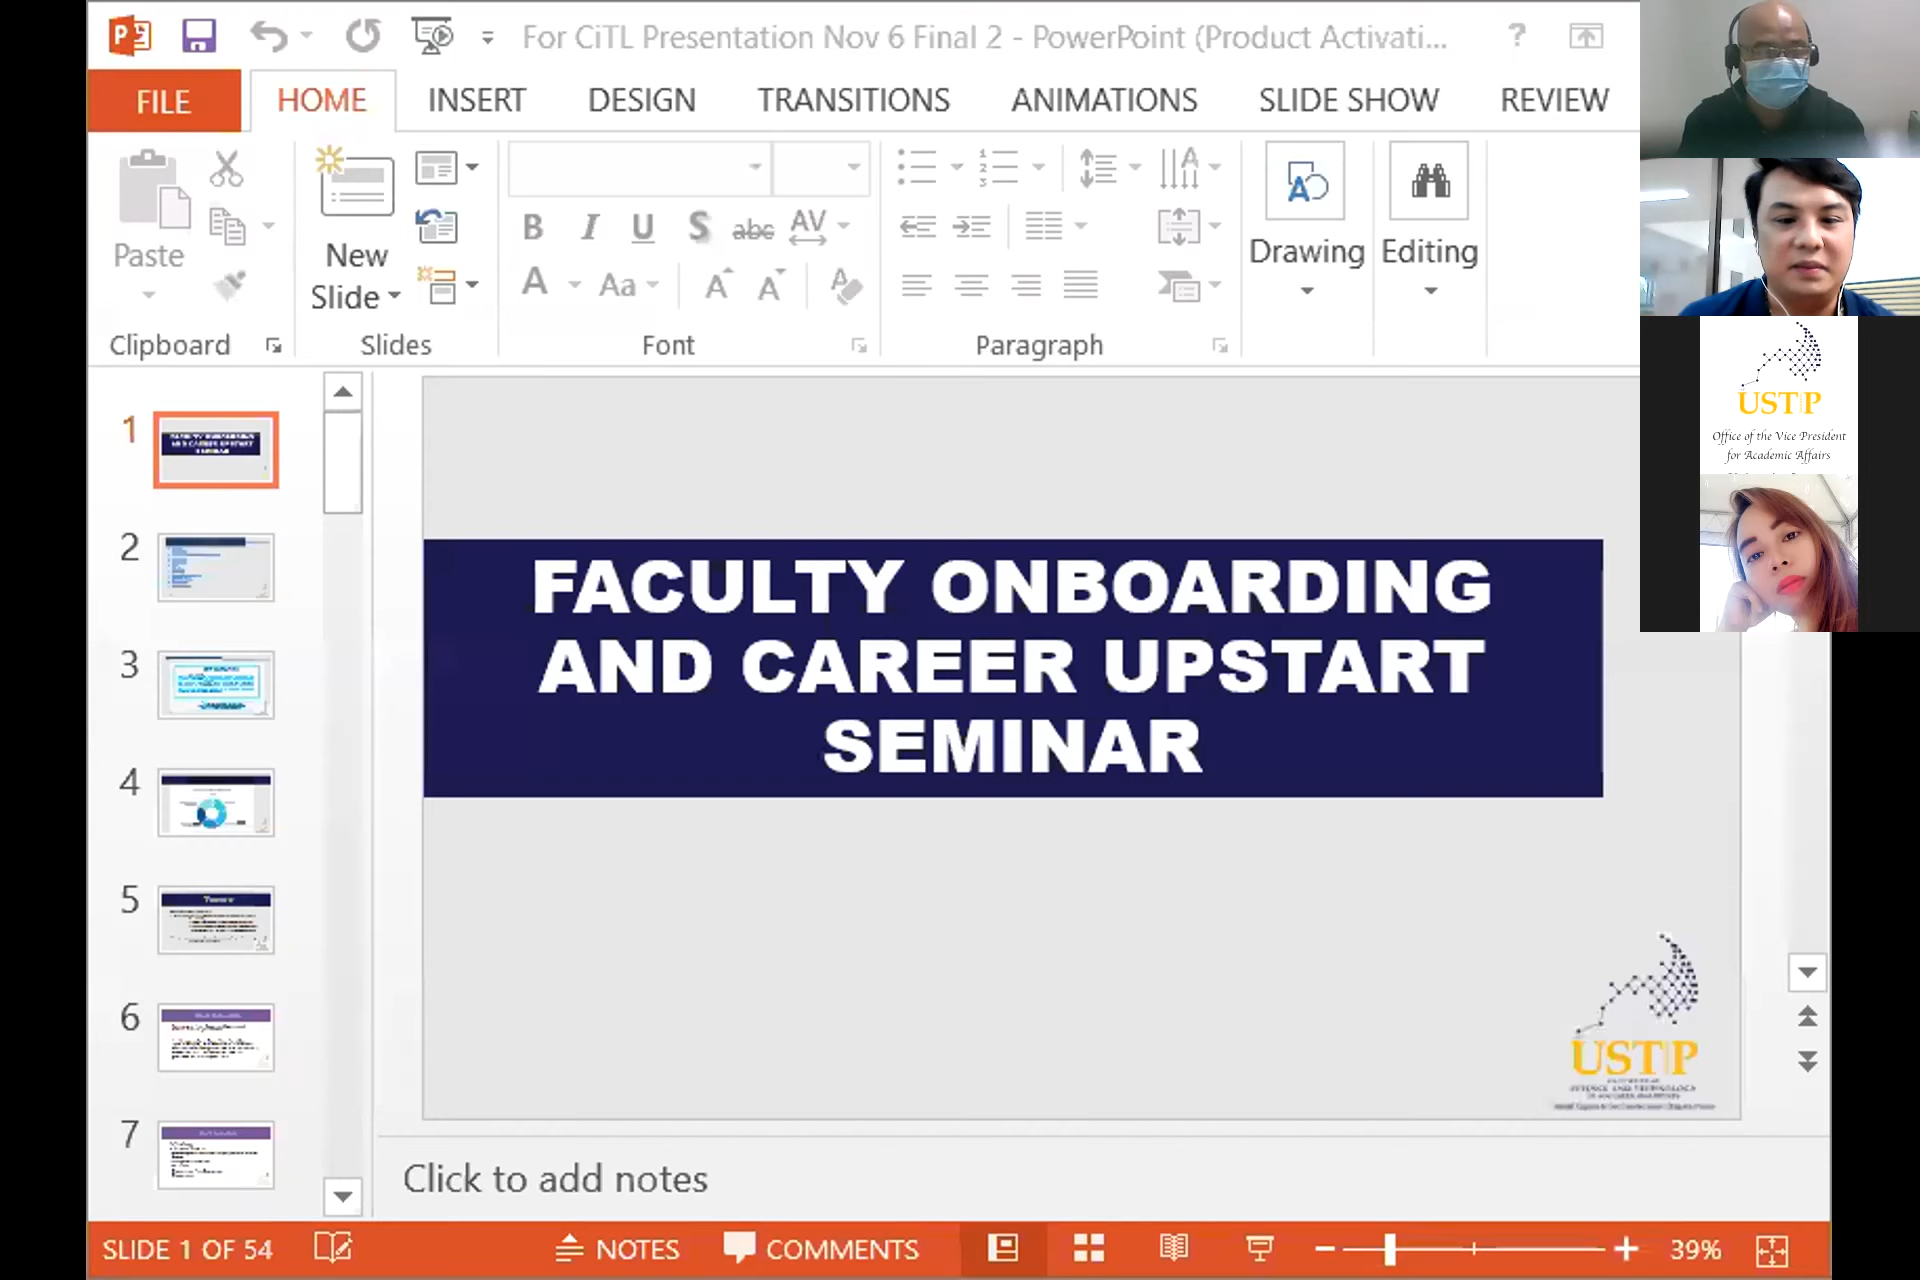 For CiTL Presentation Nov 6 Final 2 - PowerPoint (Product Activati...
?
FILE
HOME
INSERT
DESIGN
TRANSITIONS
ANIMATIONS
SLIDE SHOW
REVIEW
Paste
New
Slide
B I U S abc AV
A Aa A A
Drawing
Editing
Clipboard
Slides
Font
Paragraph
USTP
Office of the Vice President
for Academic Affairs
1
2
3
4
5
6
7
FACULTY ONBOARDING
AND CAREER UPSTART
SEMINAR
USTP
Click to add notes
SLIDE 1 OF 54
NOTES
COMMENTS
39%